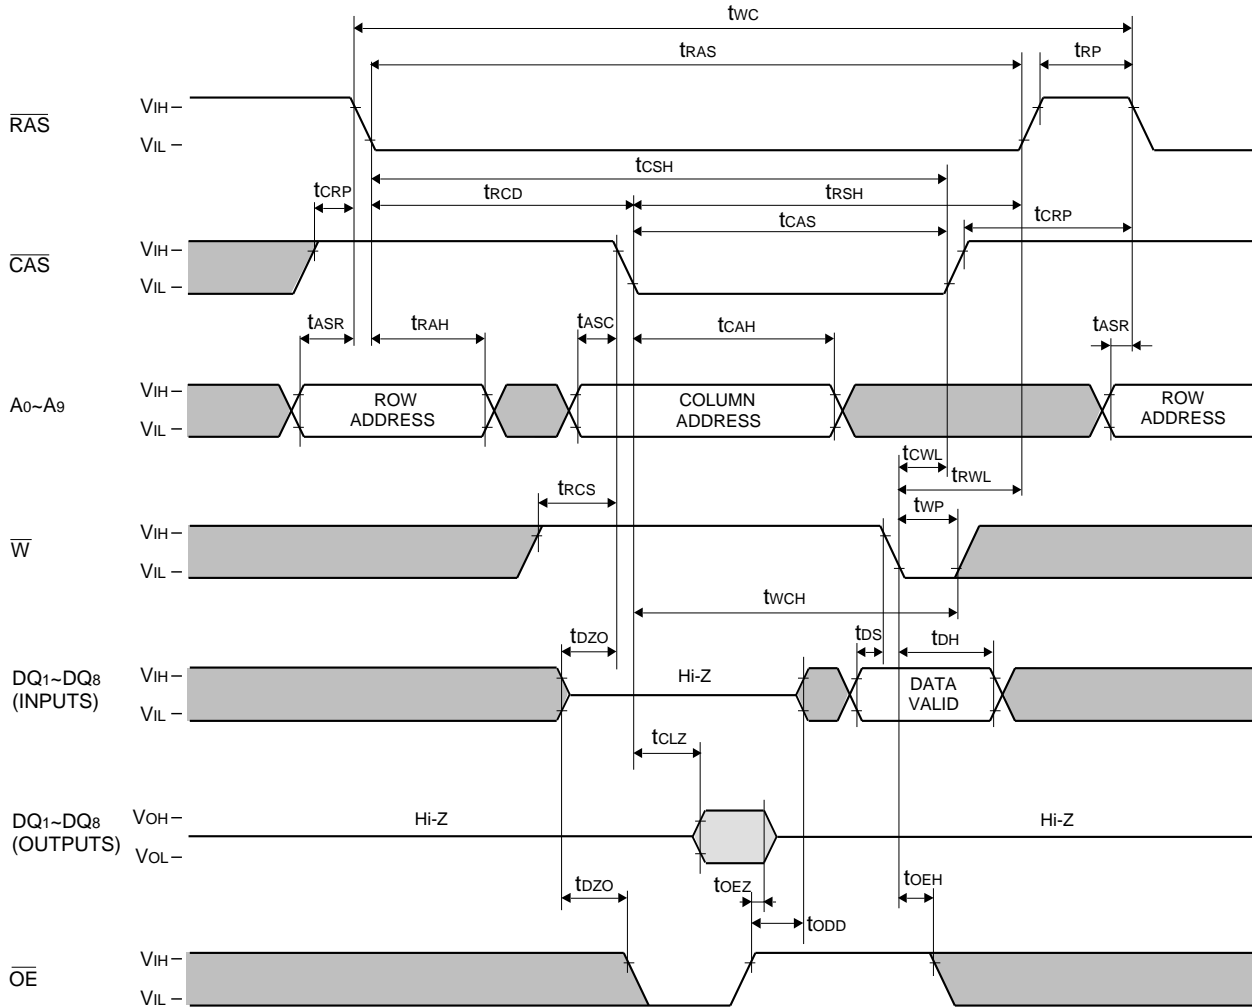 tWC
tRAS
tRP
RAS
VIH
VIL
tCSH
tCRP
tRCD
tRSH
tCAS
tCRP
CAS
VIH
VIL
tASR
tRAH
tASC
tCAH
tASR
A0~A9
VIH
VIL
ROW
ADDRESS
COLUMN
ADDRESS
ROW
ADDRESS
tCWL
tRWL
tRCS
tWP
W
VIH
VIL
tWCH
tDZO
tDS
tDH
DQ1~DQ8
(INPUTS)
VIH
VIL
Hi-Z
DATA
VALID
tCLZ
DQ1~DQ8
(OUTPUTS)
VOH
VOL
Hi-Z
Hi-Z
tDZO
tOEZ
tODD
tOEH
OE
VIH
VIL